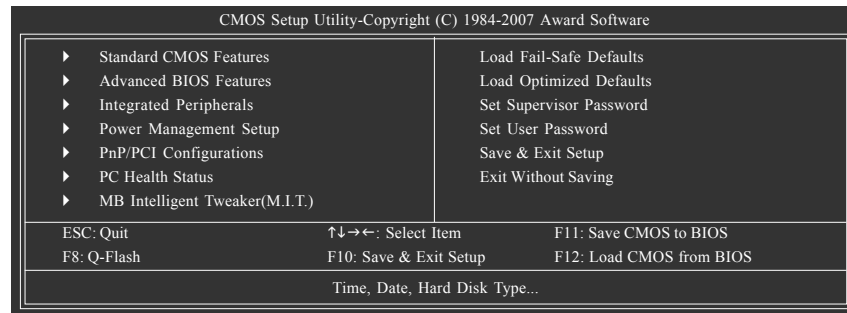 CMOS Setup Utility-Copyright (C) 1984-2007 Award Software
Standard CMOS Features
Advanced BIOS Features
Integrated Peripherals
Power Management Setup
PnP/PCI Configurations
PC Health Status
MB Intelligent Tweaker(M.I.T.)
Load Fail-Safe Defaults
Load Optimized Defaults
Set Supervisor Password
Set User Password
Save & Exit Setup
Exit Without Saving
ESC: Quit ↑↓→←: Select Item F11: Save CMOS to BIOS
F8: Q-Flash F10: Save & Exit Setup F12: Load CMOS from BIOS
Time, Date, Hard Disk Type...